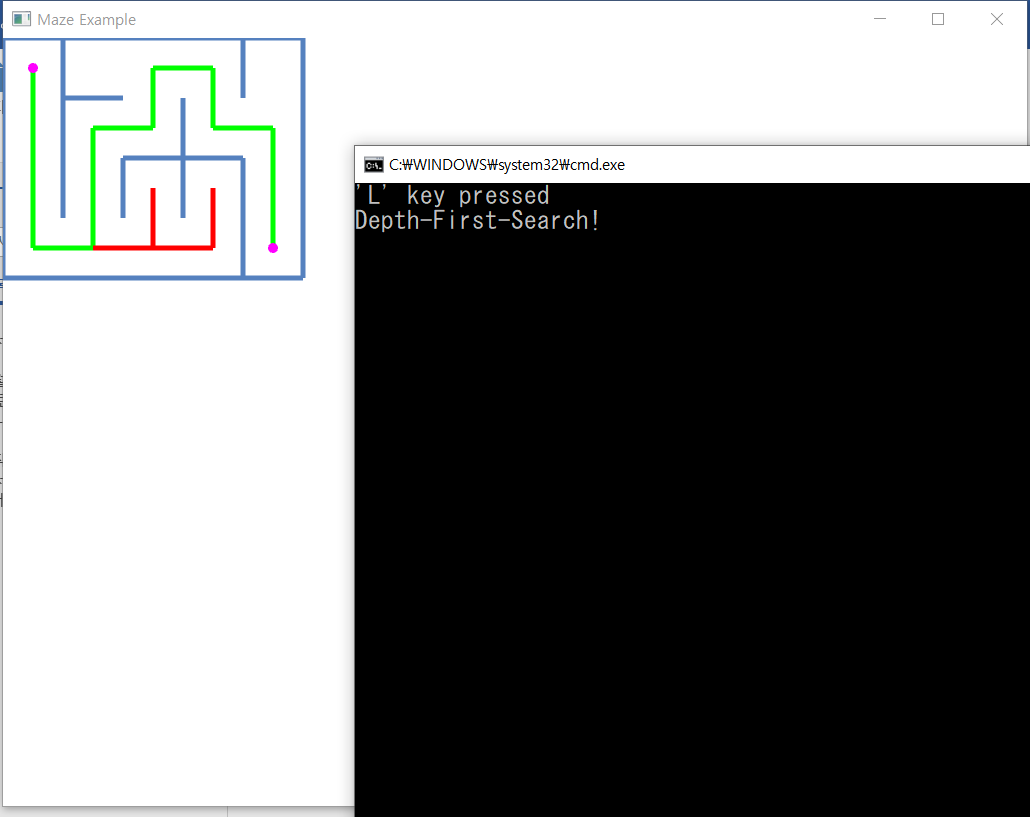 Maze Example
C:₩WINDOWS₩system32₩cmd.exe
'L' key pressed
Depth-First-Search!